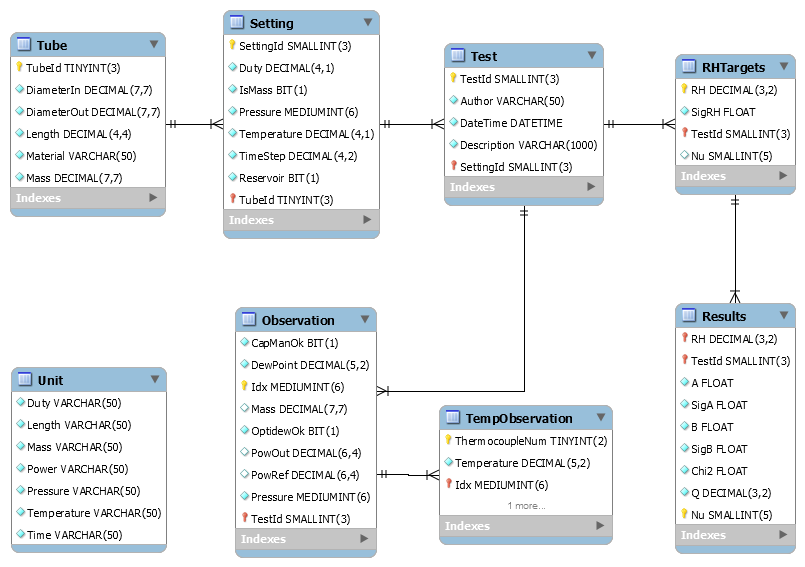 Tube
TubeId TINYINT(3)
DiameterIn DECIMAL(7,7)
DiameterOut DECIMAL(7,7)
Length DECIMAL(4,4)
Material VARCHAR(50)
Mass DECIMAL(7,7)
Indexes
Setting
SettingId SMALLINT(3)
Duty DECIMAL(4,1)
IsMass BIT(1)
Pressure MEDIUMINT(6)
Temperature DECIMAL(4,1)
TimeStep DECIMAL(4,2)
Reservoir BIT(1)
TubeId TINYINT(3)
Indexes
Test
TestId SMALLINT(3)
Author VARCHAR(50)
DateTime DATETIME
Description VARCHAR(1000)
SettingId SMALLINT(3)
Indexes
RHTargets
RH DECIMAL(3,2)
SigRH FLOAT
TestId SMALLINT(3)
Nu SMALLINT(5)
Indexes
Unit
Duty VARCHAR(50)
Length VARCHAR(50)
Mass VARCHAR(50)
Power VARCHAR(50)
Pressure VARCHAR(50)
Temperature VARCHAR(50)
Time VARCHAR(50)
Observation
CapManOk BIT(1)
DewPoint DECIMAL(5,2)
Idx MEDIUMINT(6)
Mass DECIMAL(7,7)
OptidewOk BIT(1)
PowOut DECIMAL(6,4)
PowRef DECIMAL(6,4)
Pressure MEDIUMINT(6)
TestId SMALLINT(3)
Indexes
TempObservation
ThermocoupleNum TINYINT(2)
Temperature DECIMAL(5,2)
Idx MEDIUMINT(6)
1 more...
Indexes
Results
RH DECIMAL(3,2)
TestId SMALLINT(3)
A FLOAT
SigA FLOAT
B FLOAT
SigB FLOAT
Chi2 FLOAT
Q DECIMAL(3,2)
Nu SMALLINT(5)
Indexes